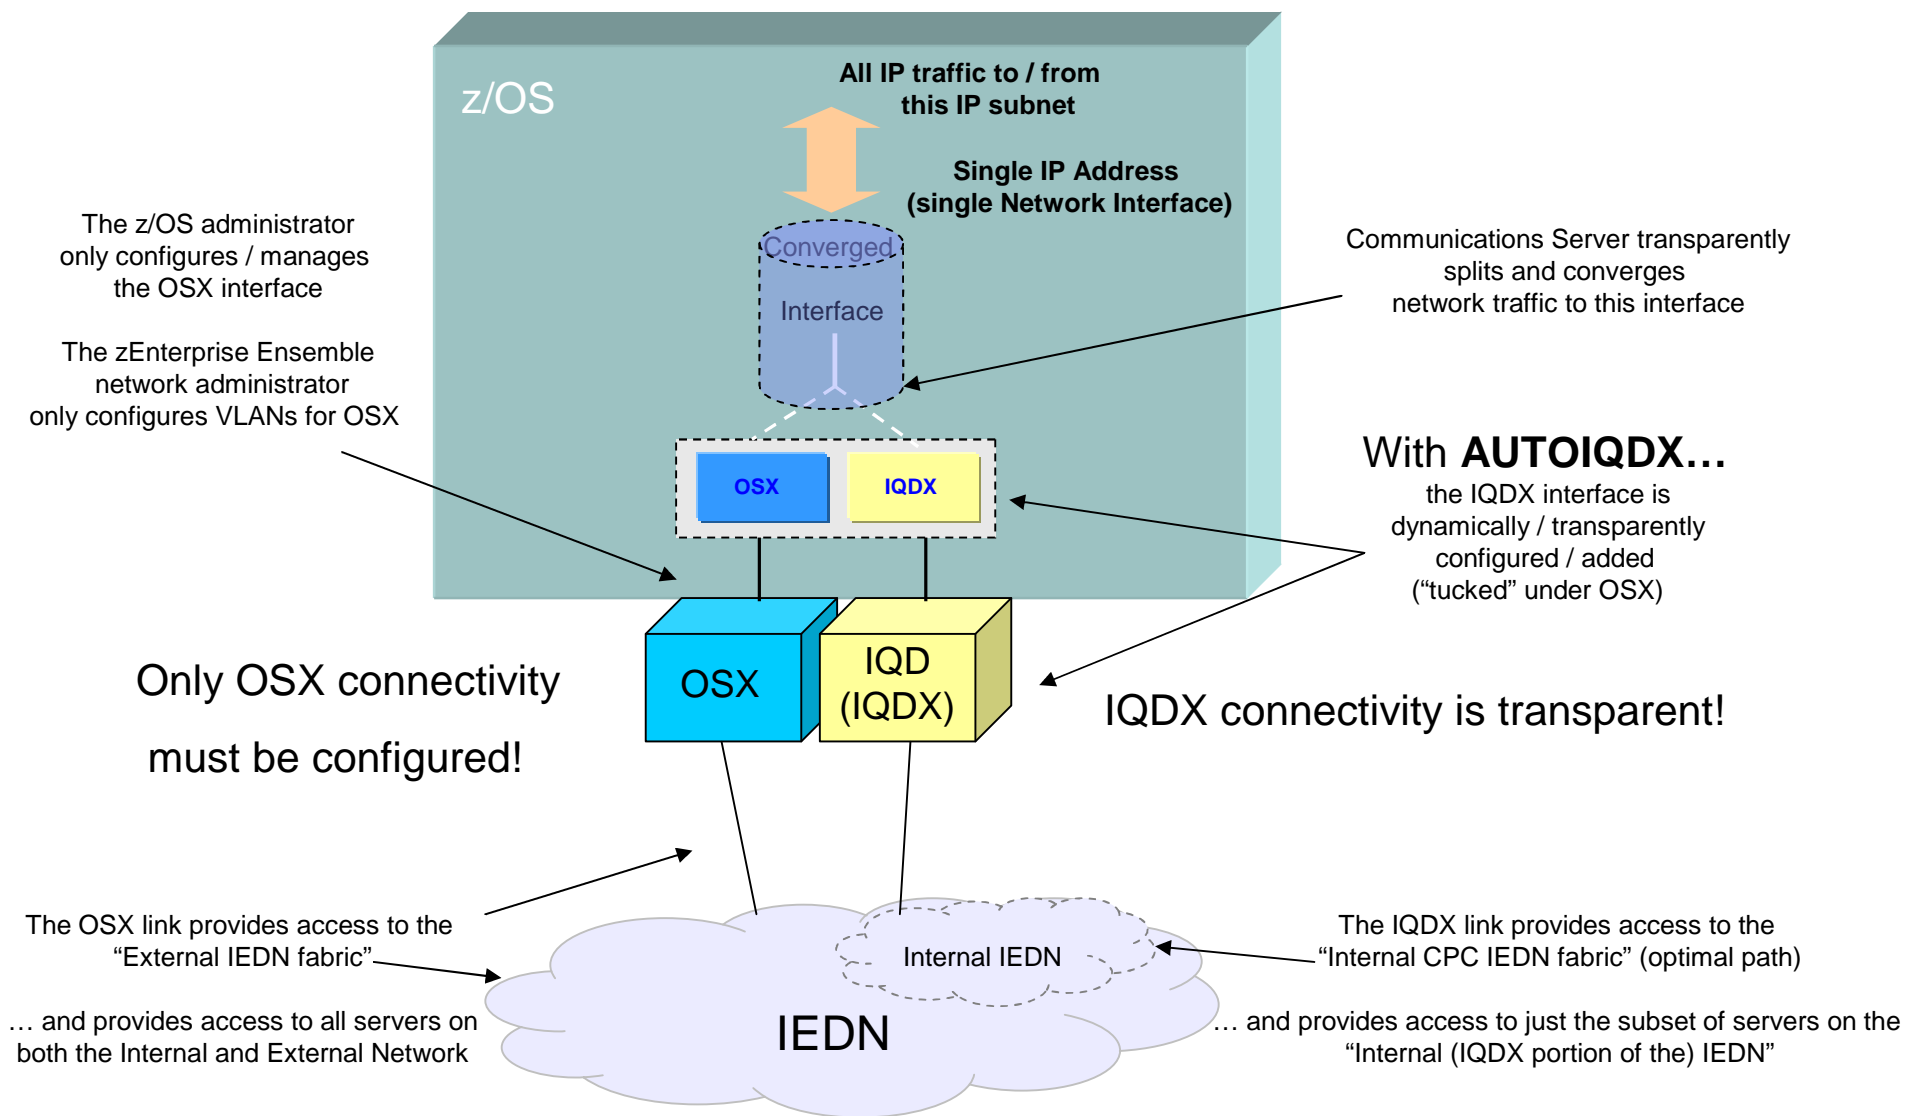 z/OS
All IP traffic to / from
this IP subnet
Single IP Address
(single Network Interface)
The z/OS administrator
only configures / manages
the OSX interface
The zEnterprise Ensemble
network administrator
only configures VLANs for OSX
Converged
Interface
Communications Server transparently
splits and converges
network traffic to this interface
OSX
IQDX
With AUTOIQDX…
the IQDX interface is
dynamically / transparently
configured / added
(“tucked” under OSX)
Only OSX connectivity
must be configured!
OSX
IQD
(IQDX)
IQDX connectivity is transparent!
The OSX link provides access to the
“External IEDN fabric”
… and provides access to all servers on
both the Internal and External Network
Internal IEDN
IEDN
The IQDX link provides access to the
“Internal CPC IEDN fabric” (optimal path)
… and provides access to just the subset of servers on the
“Internal (IQDX portion of the) IEDN”